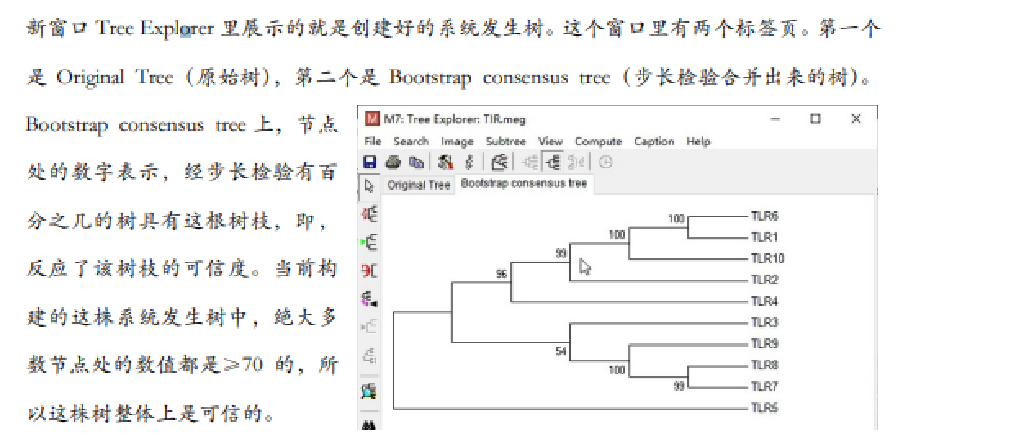 新窗口 Tree Explorer 里展示的就是创建好的系统发生树。这个窗口里有两个标签页。第一个
是 Original Tree（原始树），第二个是 Bootstrap consensus tree（步长检验合并出来的树）。
Bootstrap consensus tree 上，节点
处的数字表示，经步长检验有百
分之几的树具有这根树枝，即，
反应了该树枝的可信度。当前构
建的这株系统发生树中，绝大多
数节点处的数值都是≥70 的，所
以这株树整体上是可信的。
M7: Tree Explorer: TIR.meg
File Search Image Subtree View Compute Caption Help
Original Tree Bootstrap consensus tree
100 TLR6
TLR1
100
TLR10
99
TLR2
96
TLR4
TLR3
54
TLR9
100
TLR8
99
TLR7
TLR5